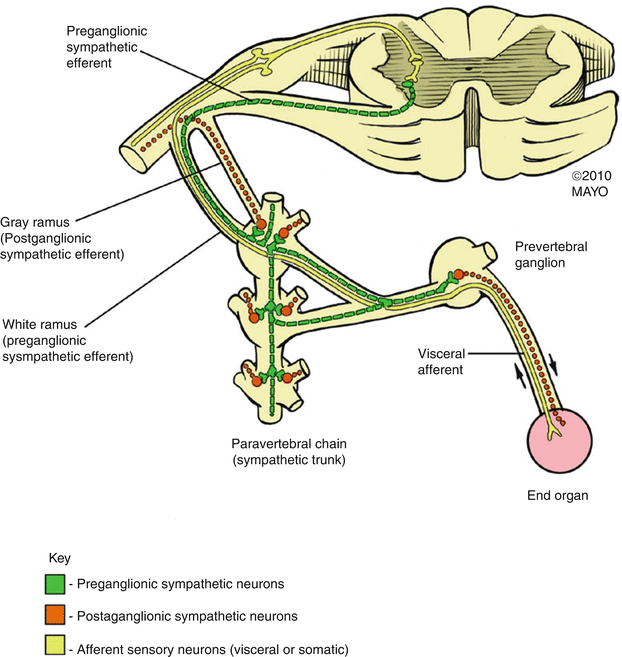 Preganglionic
sympathetic
efferent
©2010
MAYO
Gray ramus
(Postganglionic
sympathetic efferent)
Prevertebral
ganglion
White ramus
(preganglionic
sysmpathetic efferent)
Visceral
afferent
Paravertebral chain
(sympathetic trunk)
End organ
Key
- Preganglionic sympathetic neurons
- Postaganglionic sympathetic neurons
- Afferent sensory neurons (visceral or somatic)